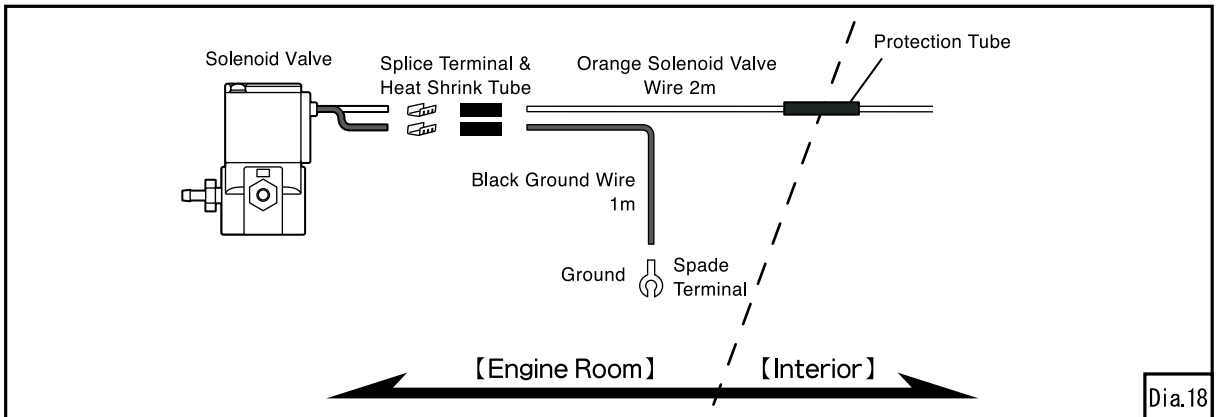 Solenoid Valve
Splice Terminal &
Heat Shrink Tube
Orange Solenoid Valve
Wire 2m
Protection Tube
Black Ground Wire
1m
Ground
Spade
Terminal
【Engine Room】
【Interior】
Dia.18